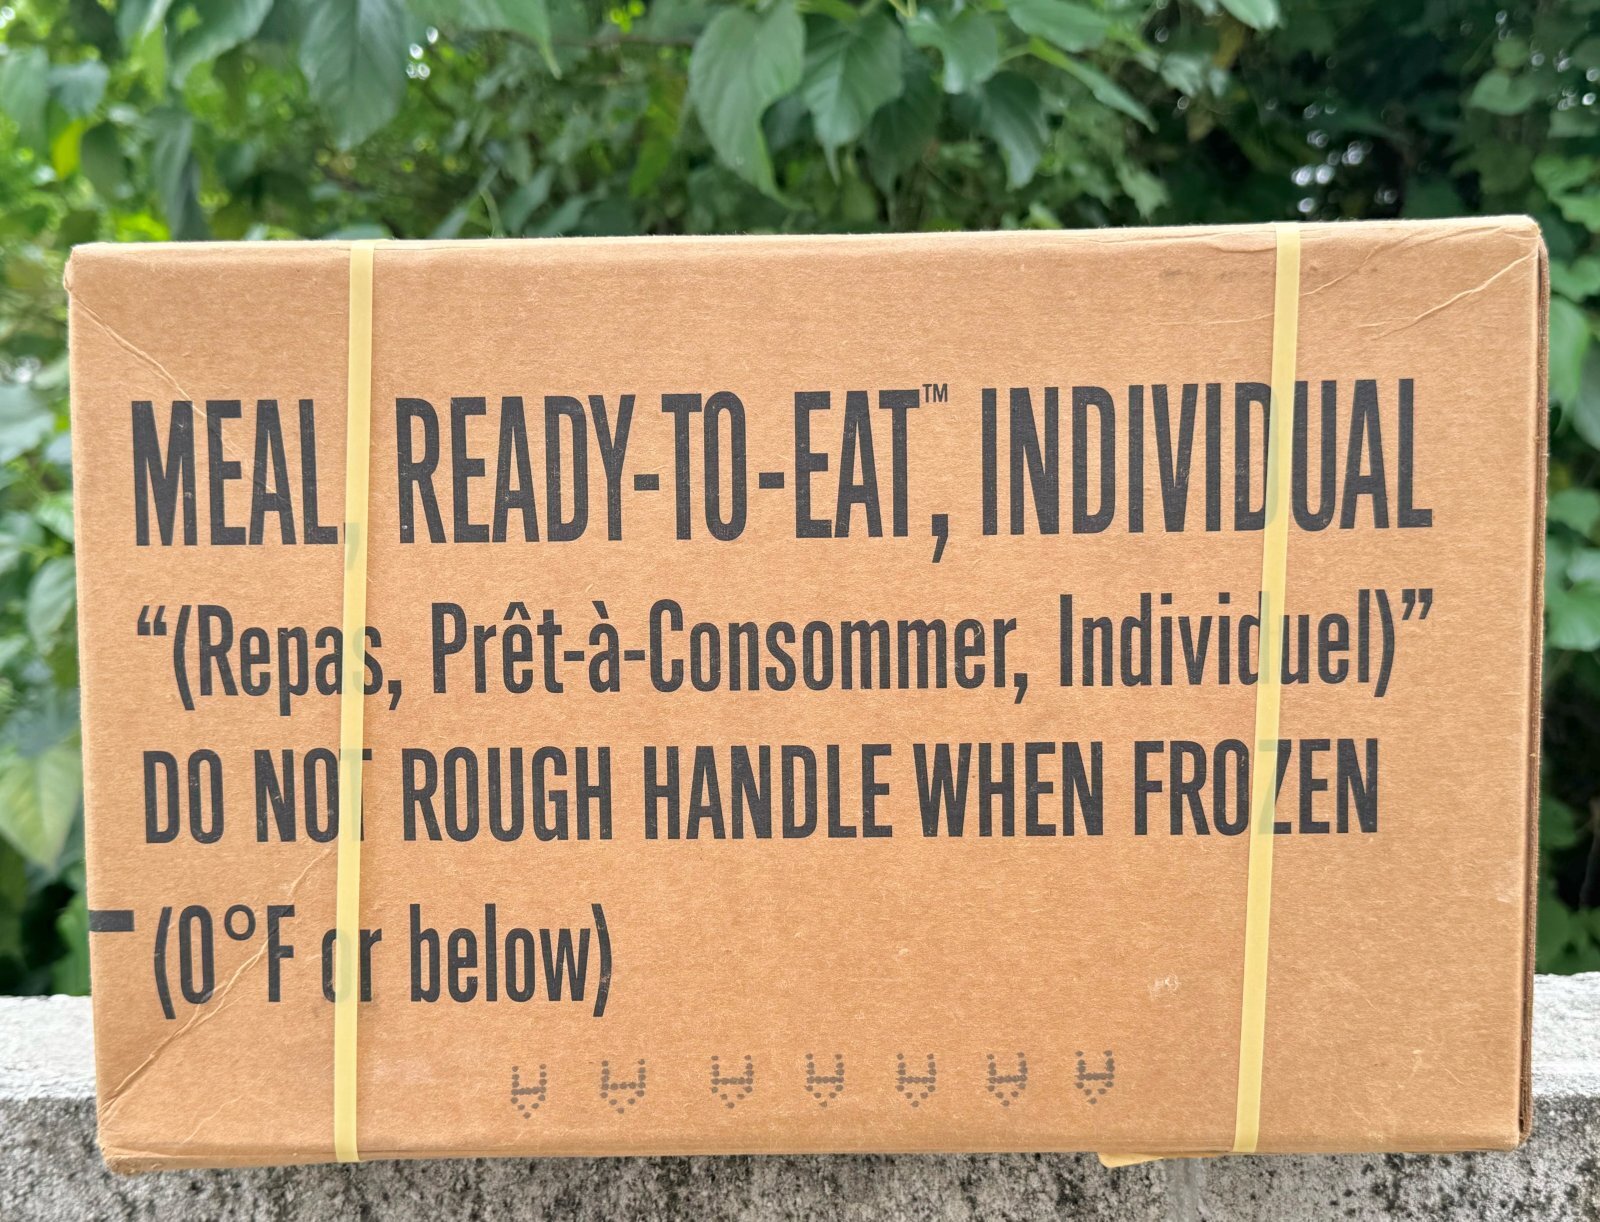 MEAL, READY-TO-EAT™, INDIVIDUAL
“(Repas, Prêt-à-Consommer, Individuel)”
DO NOT ROUGH HANDLE WHEN FROZEN
(0°F or below)
A A A A A A A